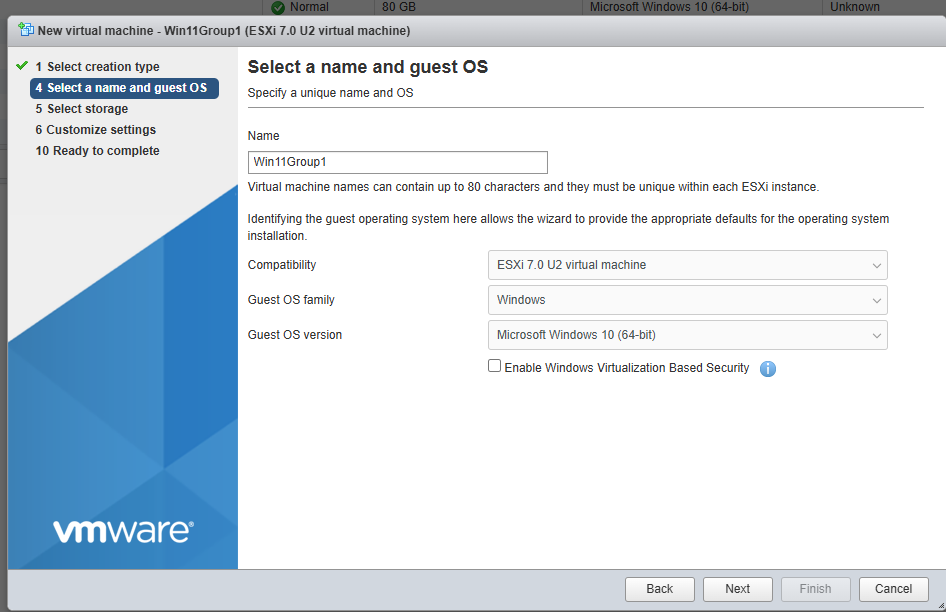 Normal 80 GB Microsoft Windows 10 (64-bit) Unknown
New virtual machine - Win11Group1 (ESXi 7.0 U2 virtual machine)
1 Select creation type
4 Select a name and guest OS
5 Select storage
6 Customize settings
10 Ready to complete
vmware®
Select a name and guest OS
Specify a unique name and OS
Name
Win11Group1
Virtual machine names can contain up to 80 characters and they must be unique within each ESXi instance.
Identifying the guest operating system here allows the wizard to provide the appropriate defaults for the operating system
installation.
Compatibility ESXi 7.0 U2 virtual machine
Guest OS family Windows
Guest OS version Microsoft Windows 10 (64-bit)
Enable Windows Virtualization Based Security
Back Next Finish Cancel